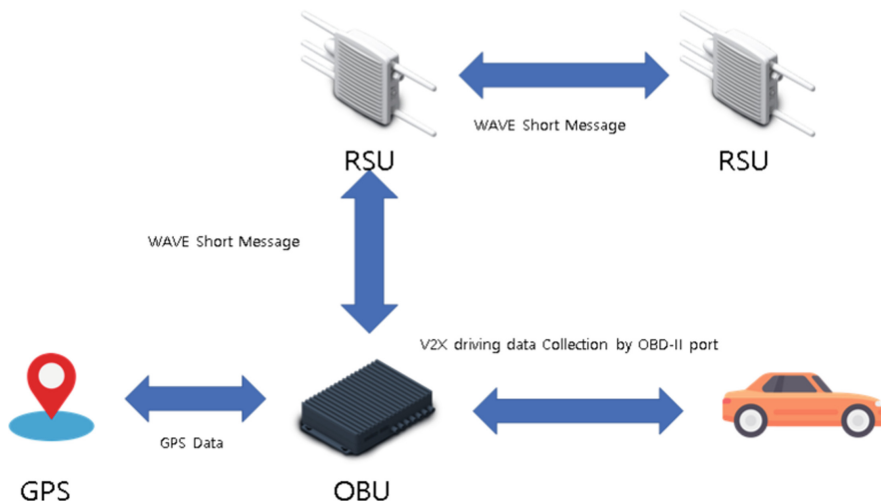 WAVE Short Message
RSU
RSU
WAVE Short Message
V2X driving data Collection by OBD-II port
GPS Data
GPS
OBU